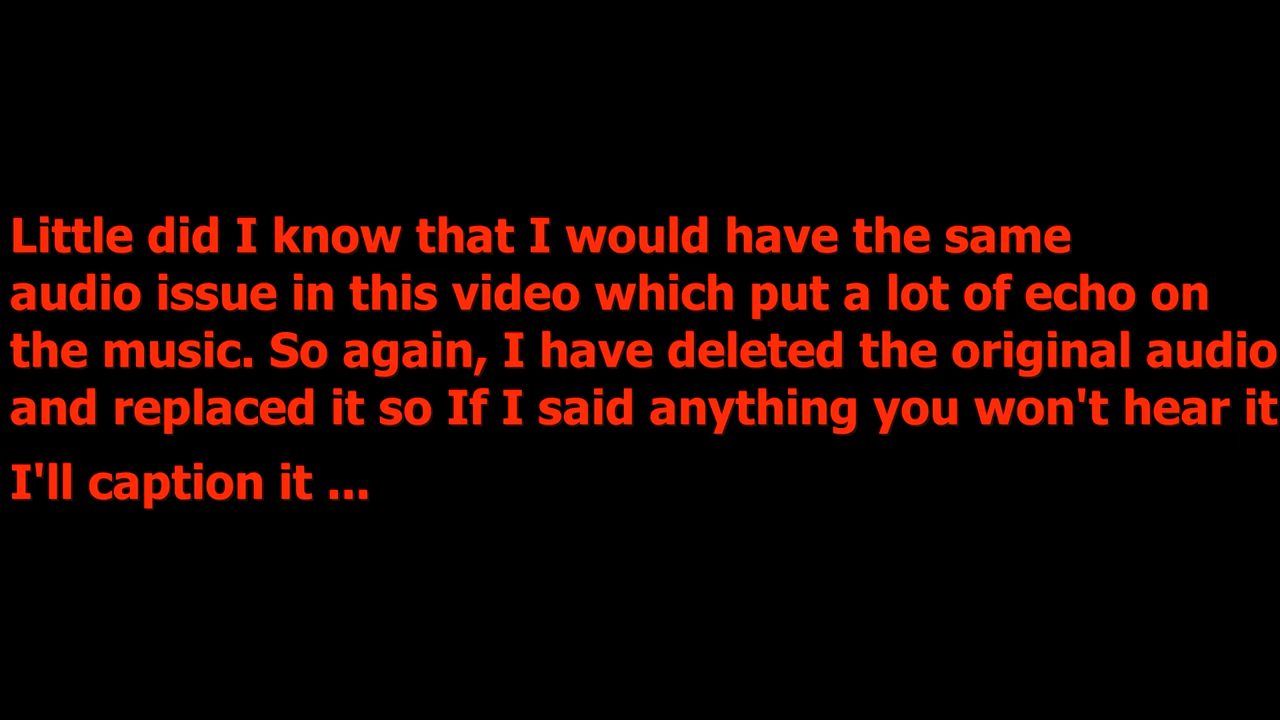 Little did I know that I would have the same
audio issue in this video which put a lot of echo on
the music. So again, I have deleted the original audio
and replaced it so If I said anything you won't hear it
I'll caption it ...